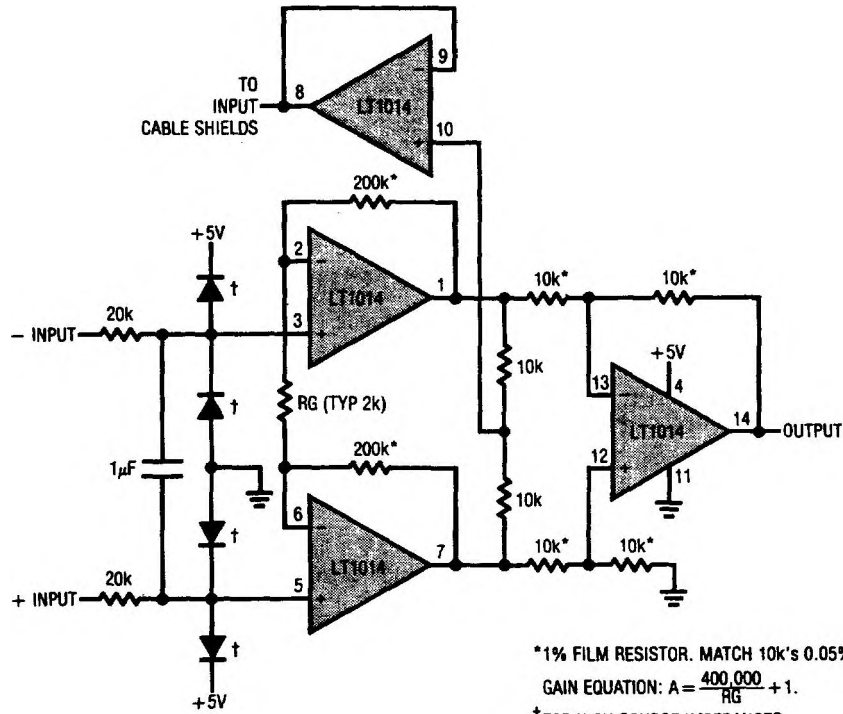 9
TO
INPUT
CABLE SHIELDS
8
LT1014
−
+
10
200k*
+5V
2
−
1
10k*
10k*
LT1014
†
20k
− INPUT
3
+
+5V
10k
13
−
4
RG (TYP 2k)
†
14
OUTPUT
LT1014
1μF
200k*
12
+
11
10k
†
6
−
7
10k*
10k*
LT1014
20k
+ INPUT
5
+
†
+5V
*1% FILM RESISTOR. MATCH 10k's 0.05%
GAIN EQUATION: A = 400,000 / RG + 1.